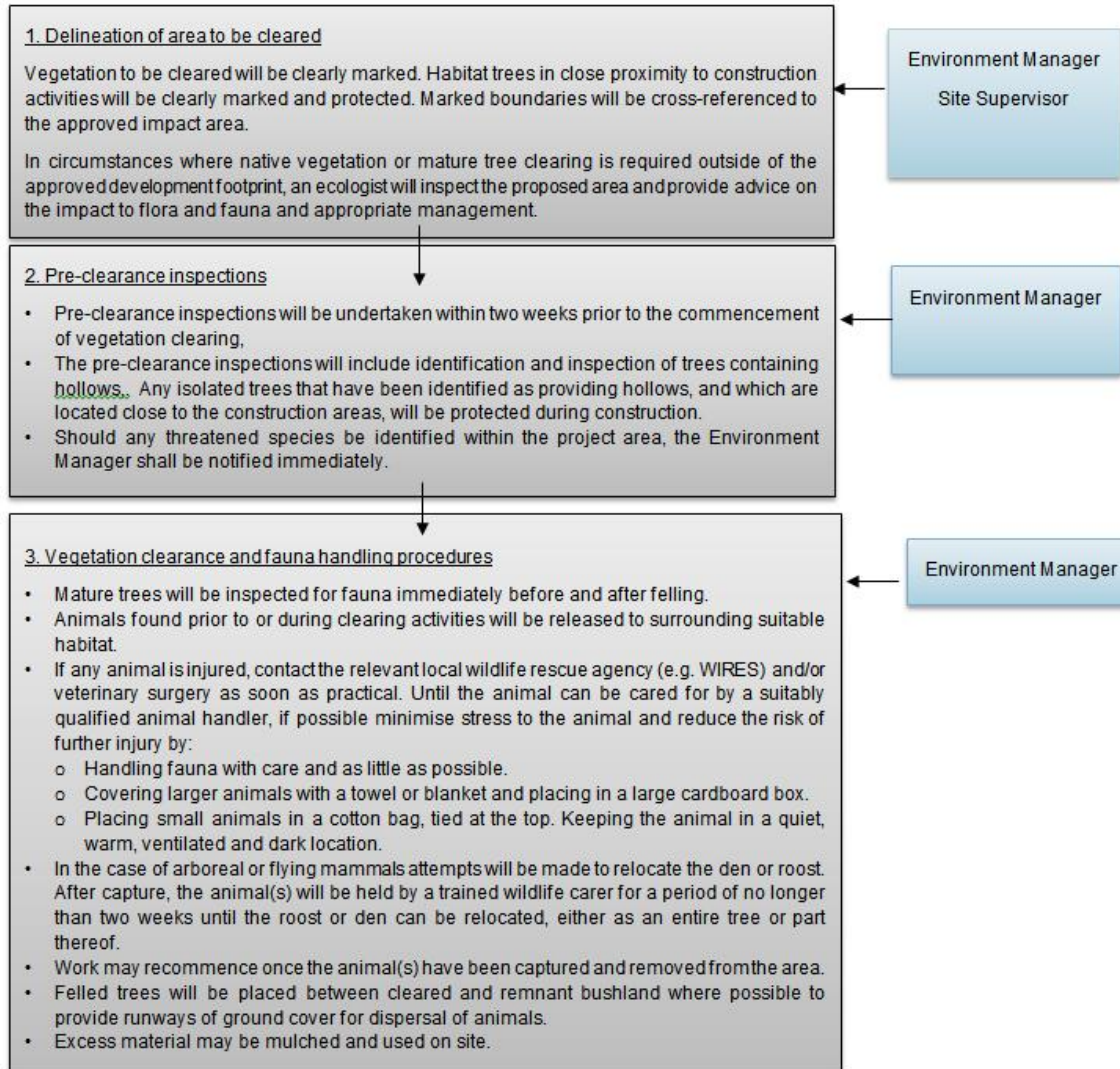 1. Delineation of area to be cleared
Vegetation to be cleared will be clearly marked. Habitat trees in close proximity to construction
activities will be clearly marked and protected. Marked boundaries will be cross-referenced to
the approved impact area.
In circumstances where native vegetation or mature tree clearing is required outside of the
approved development footprint, an ecologist will inspect the proposed area and provide advice on
the impact to flora and fauna and appropriate management.
Environment Manager
Site Supervisor
2. Pre-clearance inspections
• Pre-clearance inspections will be undertaken within two weeks prior to the commencement
of vegetation clearing,
• The pre-clearance inspections will include identification and inspection of trees containing
hollows,. Any isolated trees that have been identified as providing hollows, and which are
located close to the construction areas, will be protected during construction.
• Should any threatened species be identified within the project area, the Environment
Manager shall be notified immediately.
Environment Manager
3. Vegetation clearance and fauna handling procedures
• Mature trees will be inspected for fauna immediately before and after felling.
• Animals found prior to or during clearing activities will be released to surrounding suitable
habitat.
• If any animal is injured, contact the relevant local wildlife rescue agency (e.g. WIRES) and/or
veterinary surgery as soon as practical. Until the animal can be cared for by a suitably
qualified animal handler, if possible minimise stress to the animal and reduce the risk of
further injury by:
o Handling fauna with care and as little as possible.
o Covering larger animals with a towel or blanket and placing in a large cardboard box.
o Placing small animals in a cotton bag, tied at the top. Keeping the animal in a quiet,
warm, ventilated and dark location.
• In the case of arboreal or flying mammals attempts will be made to relocate the den or roost.
After capture, the animal(s) will be held by a trained wildlife carer for a period of no longer
than two weeks until the roost or den can be relocated, either as an entire tree or part
thereof.
• Work may recommence once the animal(s) have been captured and removed from the area.
• Felled trees will be placed between cleared and remnant bushland where possible to
provide runways of ground cover for dispersal of animals.
• Excess material may be mulched and used on site.
Environment Manager